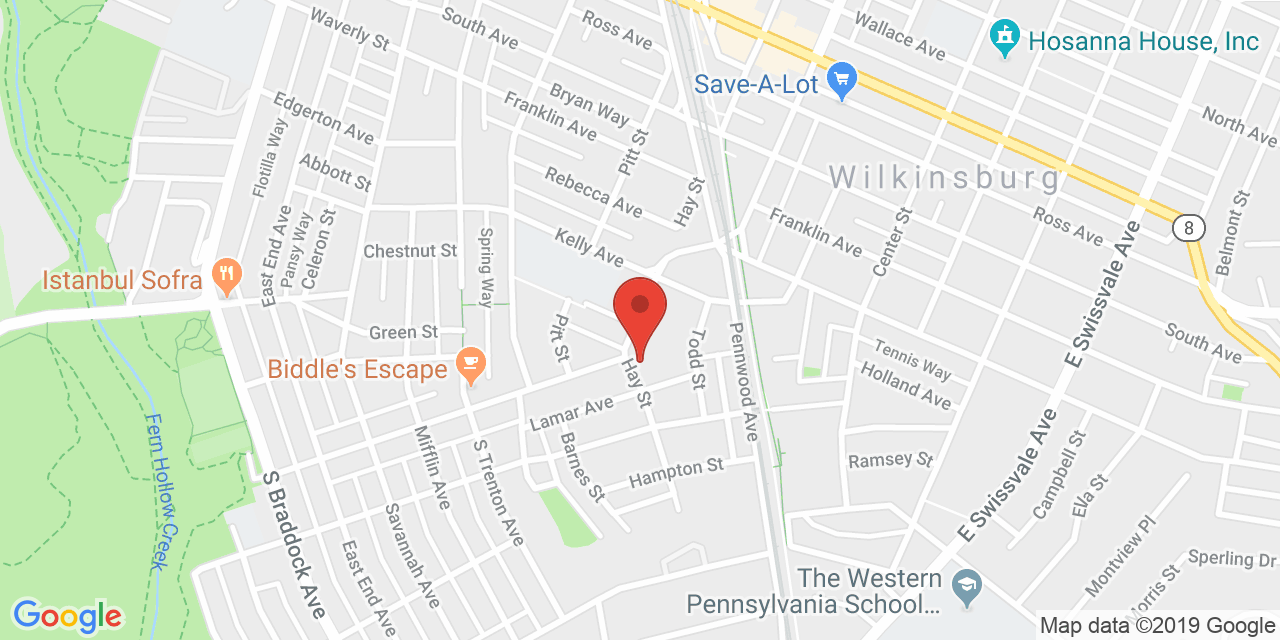 Waverly St
South Ave
Ross Ave
Wallace Ave
Hosanna House, Inc
Save-A-Lot
North Ave
Edgerton Ave
Flotilla Way
Franklin Ave
Bryan Way
Pitt St
Abbott St
Rebecca Ave
Hay St
Wilkinsburg
Franklin Ave
Center St
Ross Ave
8
Belmont St
East End Ave
Pansy Way
Celeron St
Chestnut St
Spring Way
Kelly Ave
E Swissvale Ave
Istanbul Sofra
Green St
Pitt St
Todd St
Pennwood Ave
South Ave
Tennis Way
Holland Ave
Biddle's Escape
Hay St
Lamar Ave
Fern Hollow Creek
Mifflin Ave
S Trenton Ave
Barnes St
Hampton St
Ramsey St
E Swissvale Ave
Campbell St
Ella St
S Braddock Ave
Savannah Ave
East End Ave
Montview Pl
Sperling Dr
Morris St
The Western
Pennsylvania School...
Google
Map data ©2019 Google